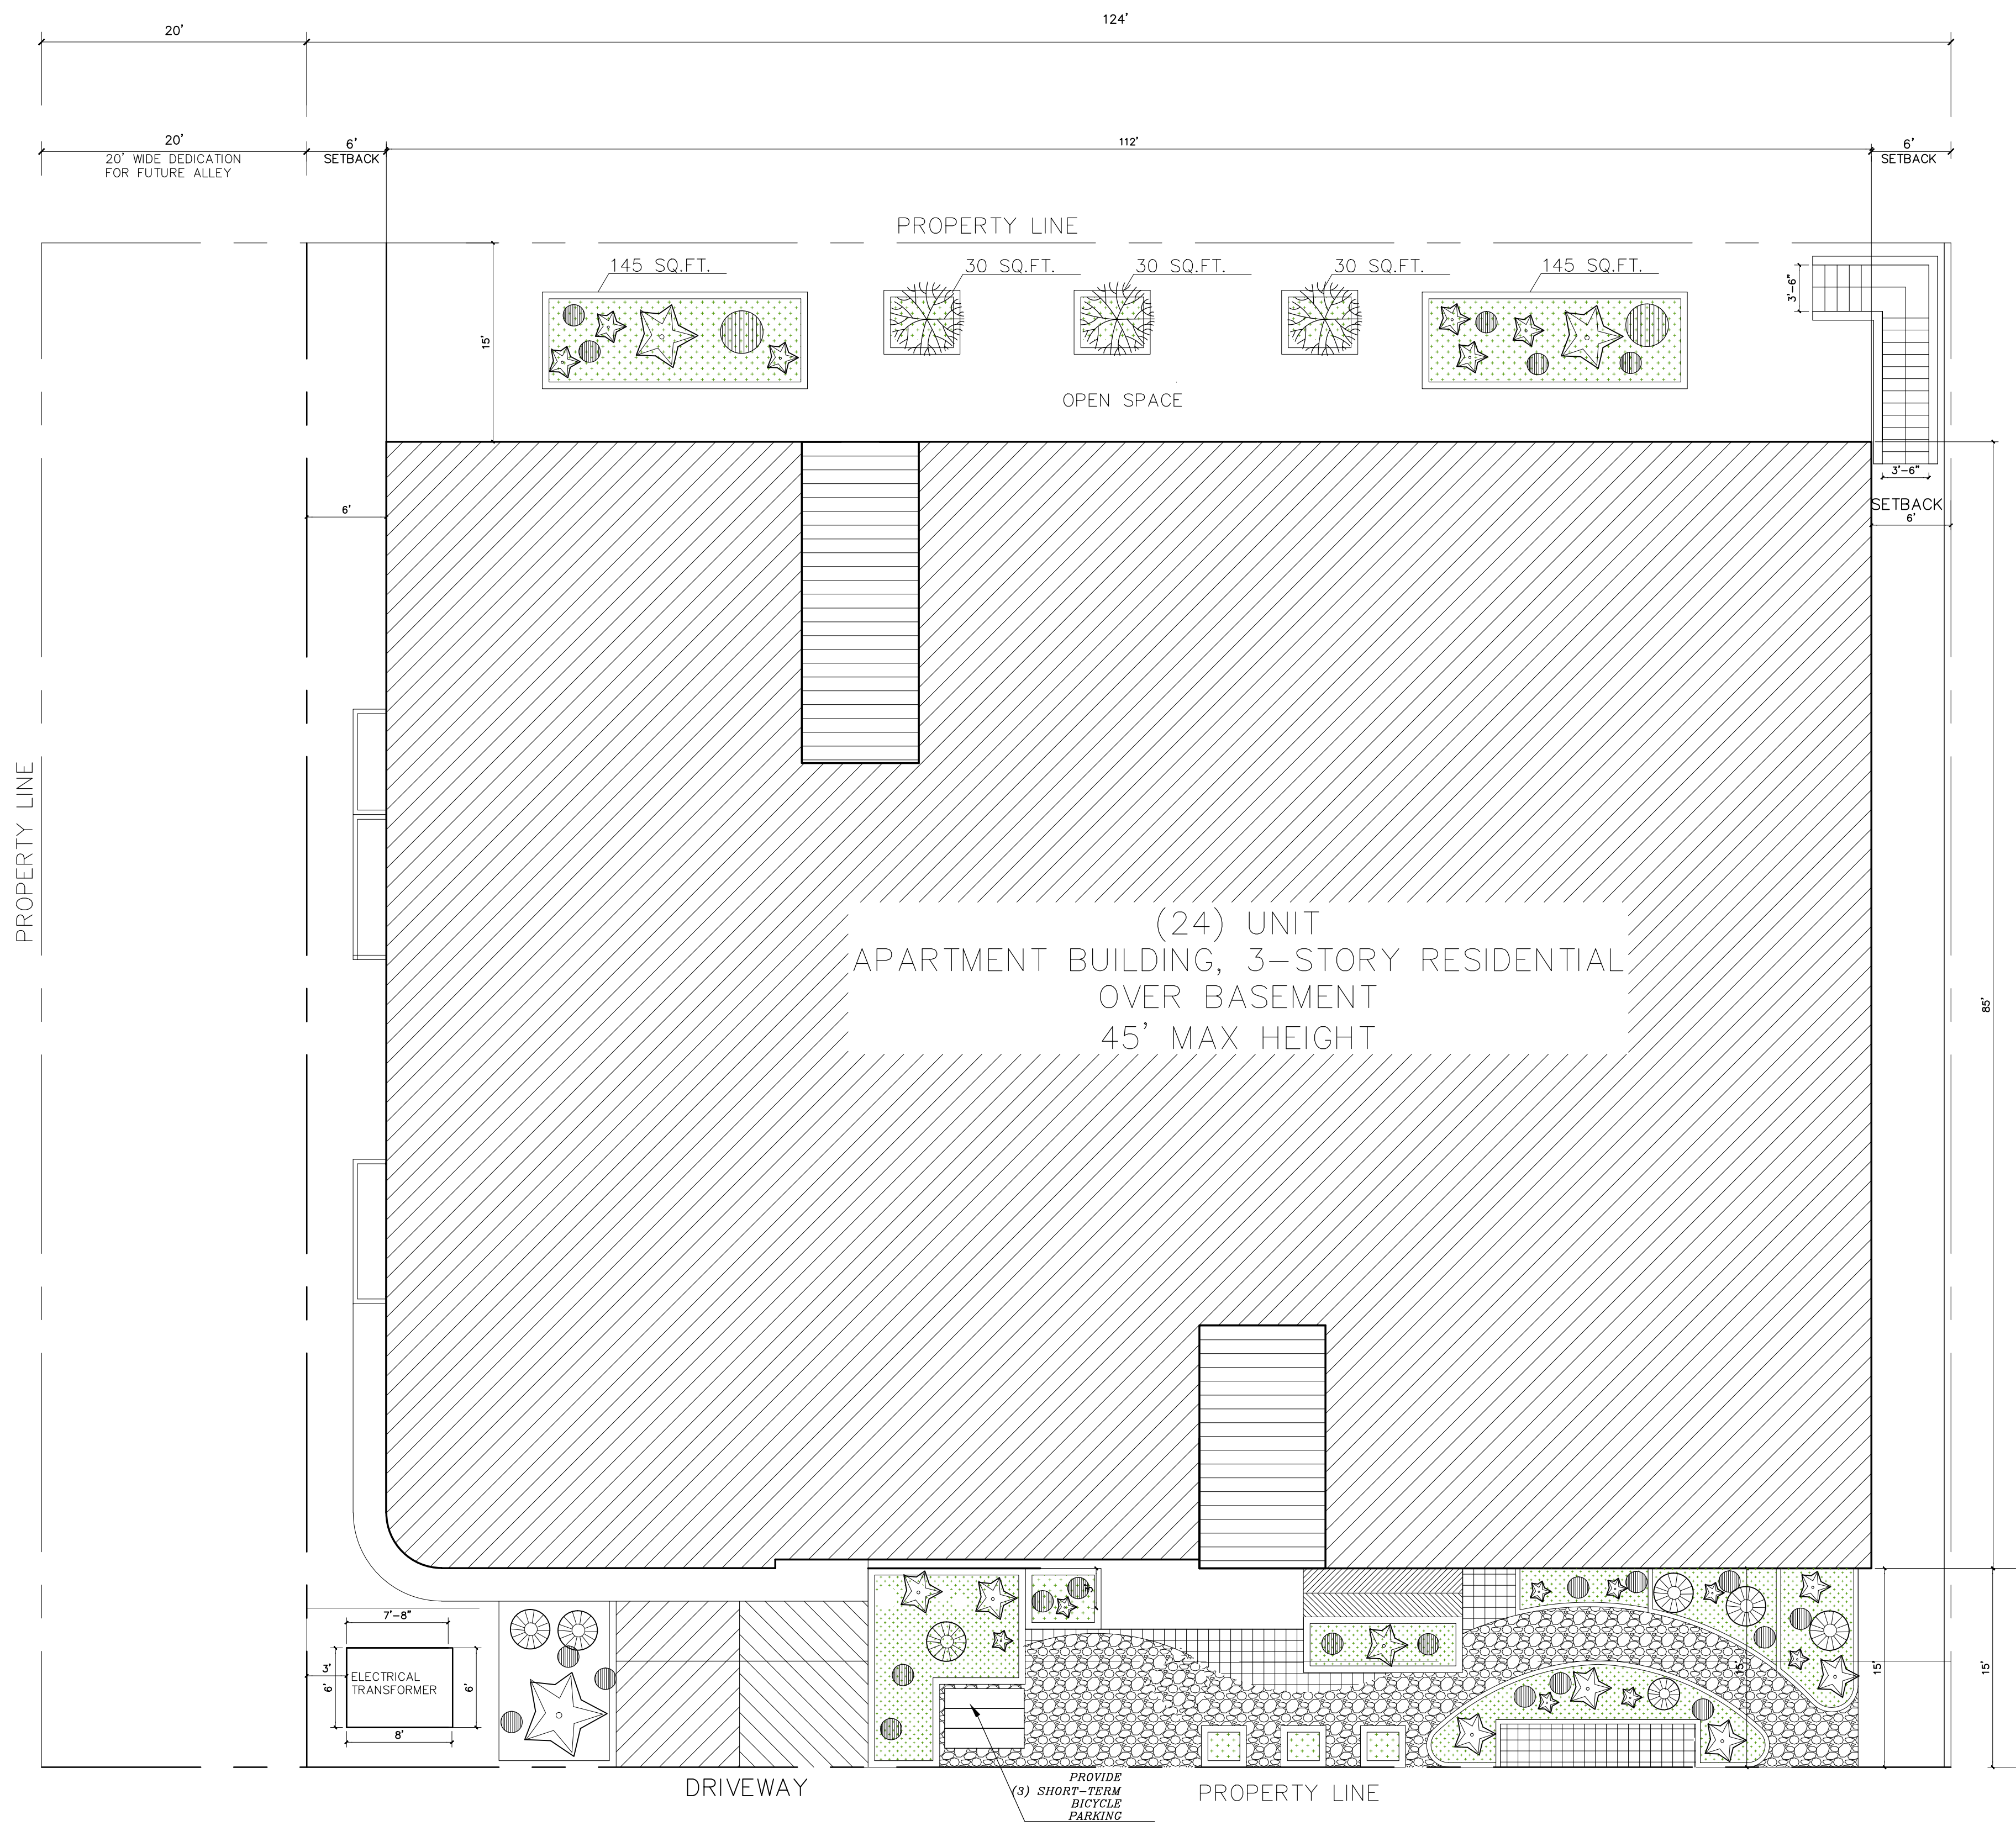 124'
20'
20'
20' WIDE DEDICATION
FOR FUTURE ALLEY
6'
SETBACK
112'
6'
SETBACK
PROPERTY LINE
145 SQ.FT.
30 SQ.FT.
30 SQ.FT.
30 SQ.FT.
145 SQ.FT.
3'-6"
15'
OPEN SPACE
3'-6"
SETBACK
6'
6'
PROPERTY LINE
(24) UNIT
APARTMENT BUILDING, 3-STORY RESIDENTIAL
OVER BASEMENT
45' MAX HEIGHT
85'
3'
7'-8"
3'
6'
ELECTRICAL
TRANSFORMER
6'
8'
15'
15'
15'
DRIVEWAY
PROVIDE
(3) SHORT-TERM
BICYCLE
PARKING
PROPERTY LINE